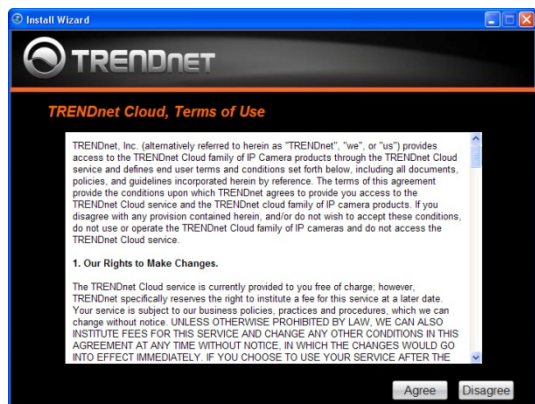 Install Wizard
TRENDNET
TRENDnet Cloud, Terms of Use
TRENDnet, Inc. (alternatively referred to herein as "TRENDnet", "we", or "us") provides
access to the TRENDnet Cloud family of IP Camera products through the TRENDnet Cloud
service and defines end user terms and conditions set forth below, including all documents,
policies, and guidelines incorporated herein by reference. The terms of this agreement
provide the conditions upon which TRENDnet agrees to provide you access to the
TRENDnet Cloud service and the TRENDnet cloud family of IP camera products. If you
disagree with any provision contained herein, and/or do not wish to accept these conditions,
do not use or operate the TRENDnet Cloud family of IP cameras and do not access the
TRENDnet Cloud service.
1. Our Rights to Make Changes.
The TRENDnet Cloud service is currently provided to you free of charge; however,
TRENDnet specifically reserves the right to institute a fee for this service at a later date.
Your service is subject to our business policies, practices and procedures, which we can
change without notice. UNLESS OTHERWISE PROHIBITED BY LAW, WE CAN ALSO
INSTITUTE FEES FOR THIS SERVICE AND CHANGE ANY OTHER CONDITIONS IN THIS
AGREEMENT AT ANY TIME WITHOUT NOTICE, IN WHICH THE CHANGES WOULD GO
INTO EFFECT IMMEDIATELY. IF YOU CHOOSE TO USE YOUR SERVICE AFTER THE
Agree
Disagree